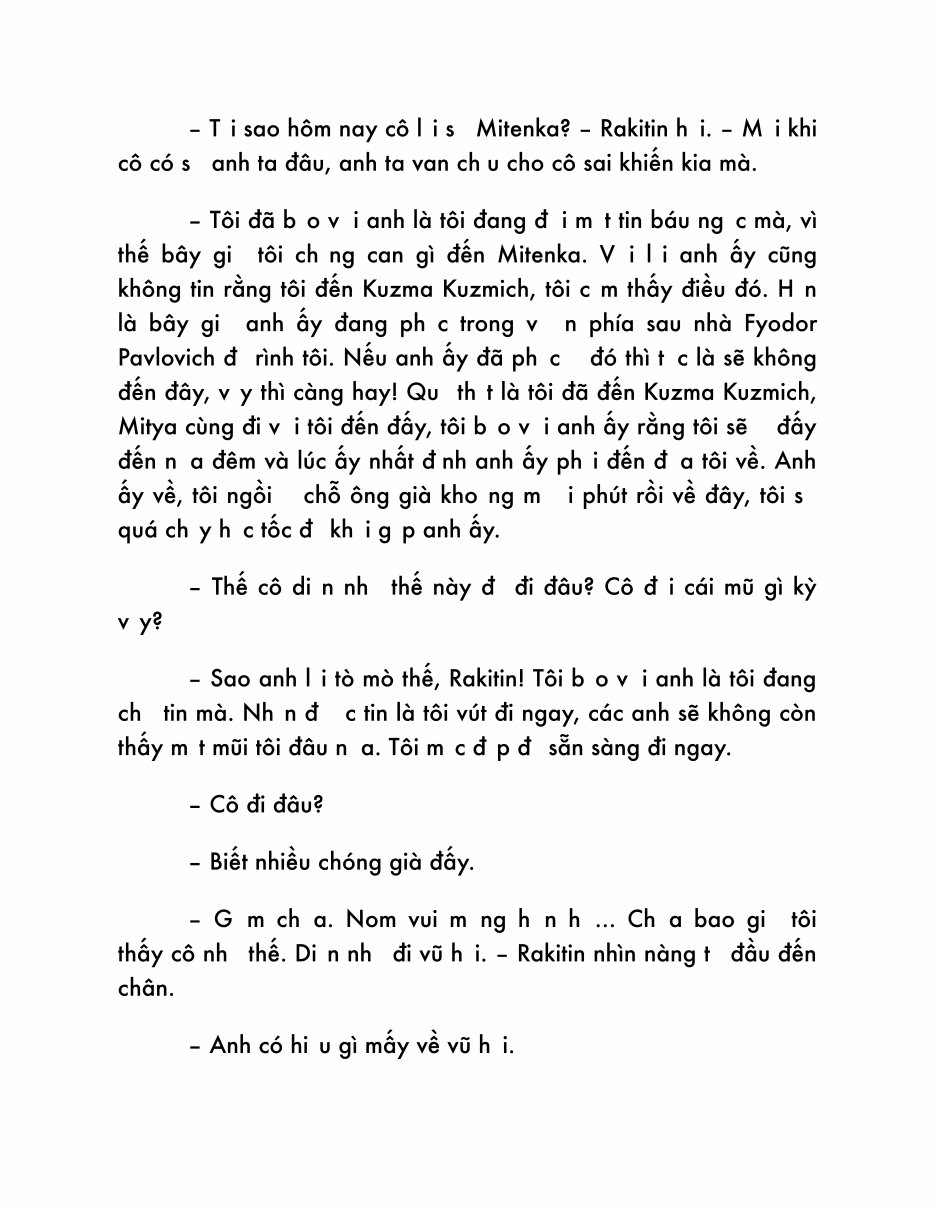 – T i sao hôm nay cô l i s Mitenka? – Rakitin h i. – M i khi
cô có s anh ta đâu, anh ta van ch u cho cô sai khiến kia mà.
– Tôi đã b o v i anh là tôi đang đ i m t tin báu ng c mà, vì
thế bây gi tôi ch ng can gì đến Mitenka. V i l i anh ấy cũng
không tin rằng tôi đến Kuzma Kuzmich, tôi c m thấy điều đó. H n
là bây gi anh ấy đang ph c trong v n phía sau nhà Fyodor
Pavlovich đ rình tôi. Nếu anh ấy đã ph c đó thì t c là sẽ không
đến đây, v y thì càng hay! Qu th t là tôi đã đến Kuzma Kuzmich,
Mitya cùng đi v i tôi đến đấy, tôi b o v i anh ấy rằng tôi sẽ đấy
đến n a đêm và lúc ấy nhất đ nh anh ấy ph i đến đ a tôi về. Anh
ấy về, tôi ngồi chỗ ông già kho ng m i phút rồi về đây, tôi s
quá ch y h c tốc đ kh i g p anh ấy.
– Thế cô di n nh thế này đ đi đâu? Cô đ i cái mũ gì kỳ
v y?
– Sao anh l i tò mò thế, Rakitin! Tôi b o v i anh là tôi đang
ch tin mà. Nh n đ c tin là tôi vút đi ngay, các anh sẽ không còn
thấy m t mũi tôi đâu n a. Tôi m c đ p đ sẵn sàng đi ngay.
– Cô đi đâu?
– Biết nhiều chóng già đấy.
– G m ch a. Nom vui m ng h n h ... Ch a bao gi tôi
thấy cô nh thế. Di n nh đi vũ h i. – Rakitin nhìn nàng t đầu đến
chân.
– Anh có hi u gì mấy về vũ h i.